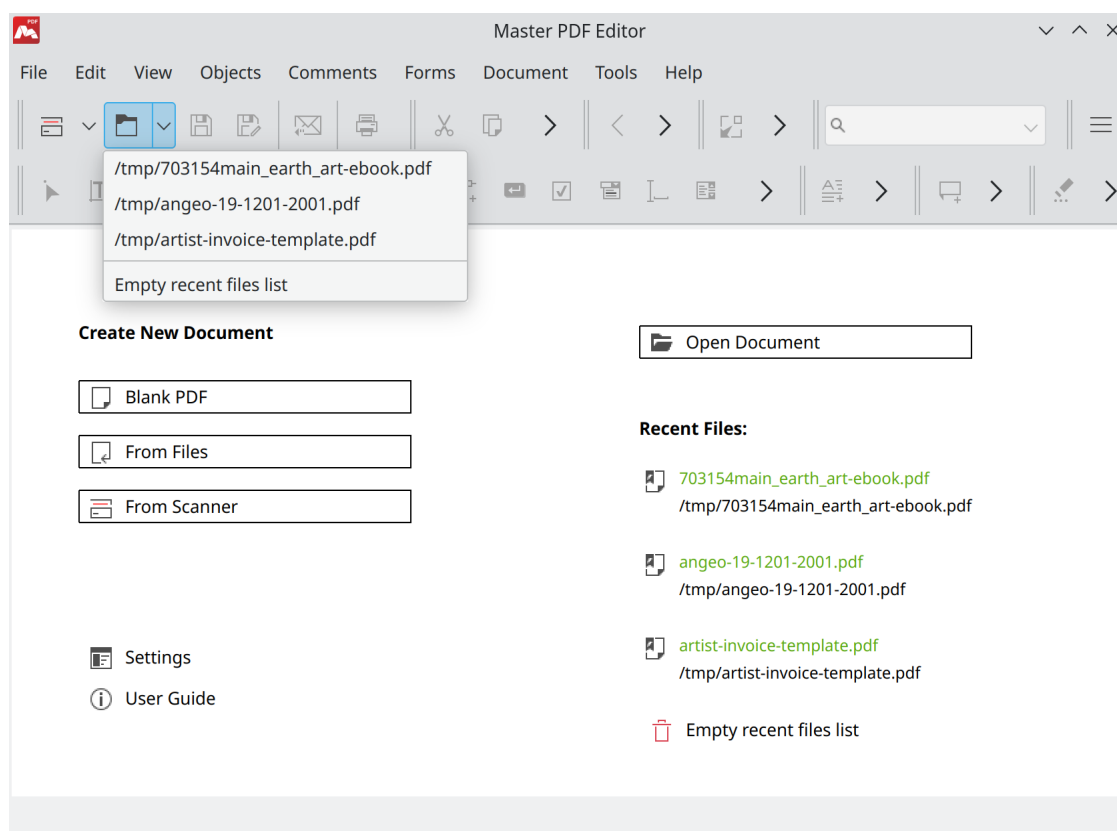 PDF
Master PDF Editor
File Edit View Objects Comments Forms Document Tools Help
/tmp/703154main_earth_art-ebook.pdf
/tmp/angeo-19-1201-2001.pdf
/tmp/artist-invoice-template.pdf
Empty recent files list
Create New Document
Blank PDF
From Files
From Scanner
Settings
User Guide
Open Document
Recent Files:
703154main_earth_art-ebook.pdf
/tmp/703154main_earth_art-ebook.pdf
angeo-19-1201-2001.pdf
/tmp/angeo-19-1201-2001.pdf
artist-invoice-template.pdf
/tmp/artist-invoice-template.pdf
Empty recent files list